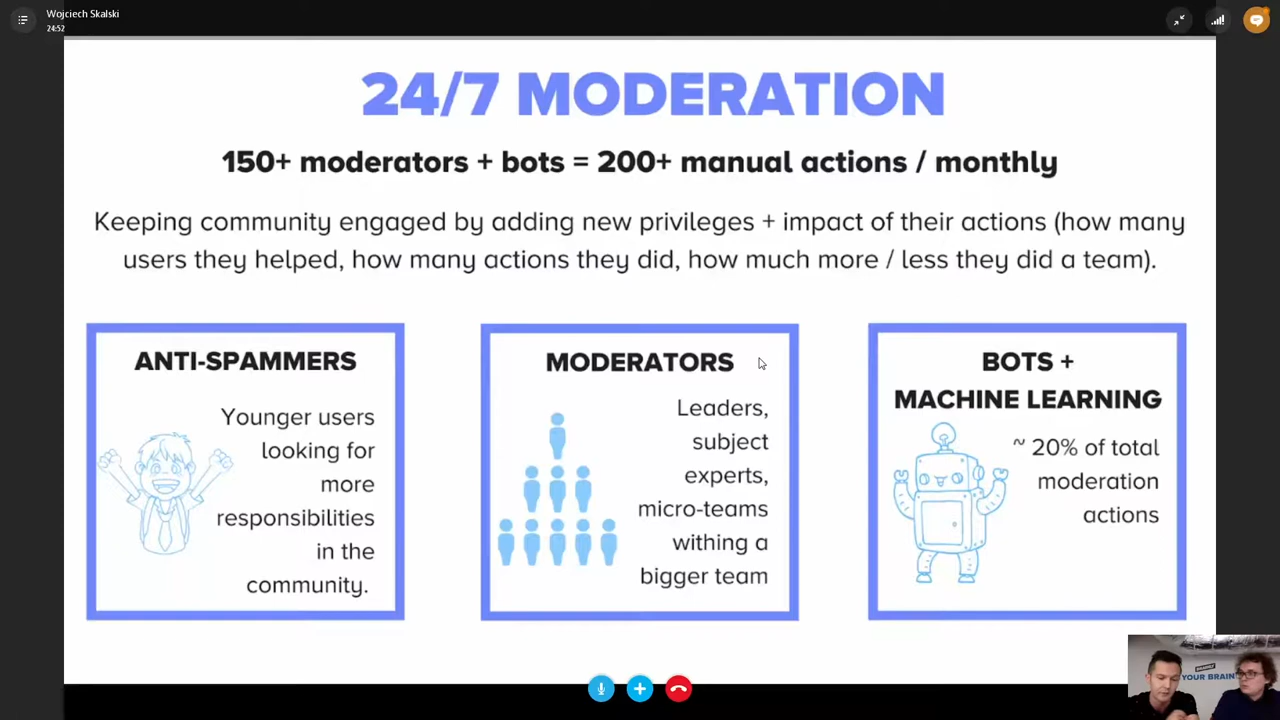 Wojciech Skalski
24:52
24/7 MODERATION
150+ moderators + bots = 200+ manual actions / monthly
Keeping community engaged by adding new privileges + impact of their actions (how many
users they helped, how many actions they did, how much more / less they did a team).
ANTI-SPAMMERS
Younger users
looking for
more
responsibilities
in the
community.
MODERATORS
Leaders,
subject
experts,
micro-teams
withing a
bigger team
BOTS +
MACHINE LEARNING
~ 20% of total
moderation
actions
YOUR BRAIN